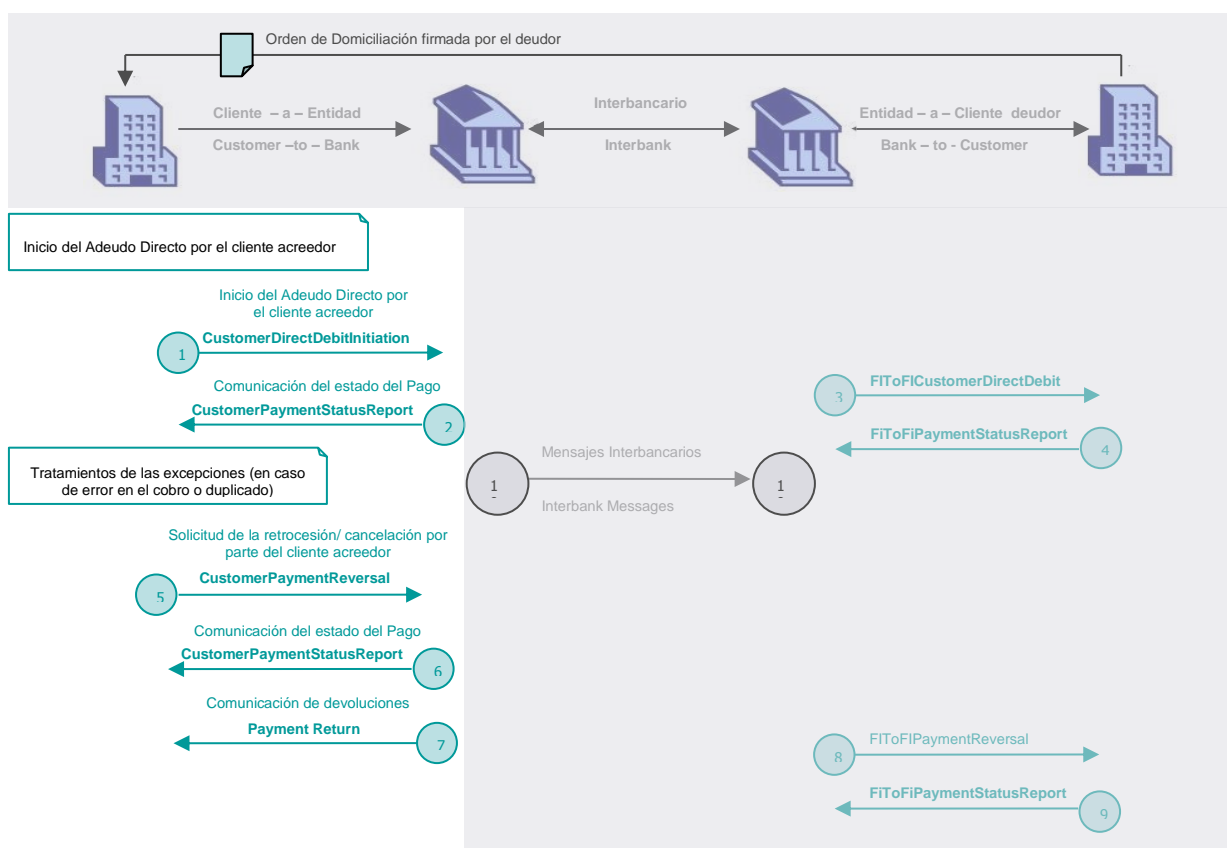 Orden de Domiciliación firmada por el deudor
Cliente – a – Entidad
Customer –to – Bank
Interbancario
Interbank
Entidad – a – Cliente deudor
Bank – to - Customer
Inicio del Adeudo Directo por el cliente acreedor
Inicio del Adeudo Directo por
el cliente acreedor
CustomerDirectDebitInitiation
1
Comunicación del estado del Pago
CustomerPaymentStatusReport
2
3
FIToFICustomerDirectDebit
FiToFiPaymentStatusReport
4
Tratamientos de las excepciones (en caso
de error en el cobro o duplicado)
1
Mensajes Interbancarios
Interbank Messages
1
Solicitud de la retrocesión/ cancelación por
parte del cliente acreedor
CustomerPaymentReversal
5
Comunicación del estado del Pago
CustomerPaymentStatusReport
6
Comunicación de devoluciones
Payment Return
7
8
FIToFIPaymentReversal
FiToFiPaymentStatusReport
9